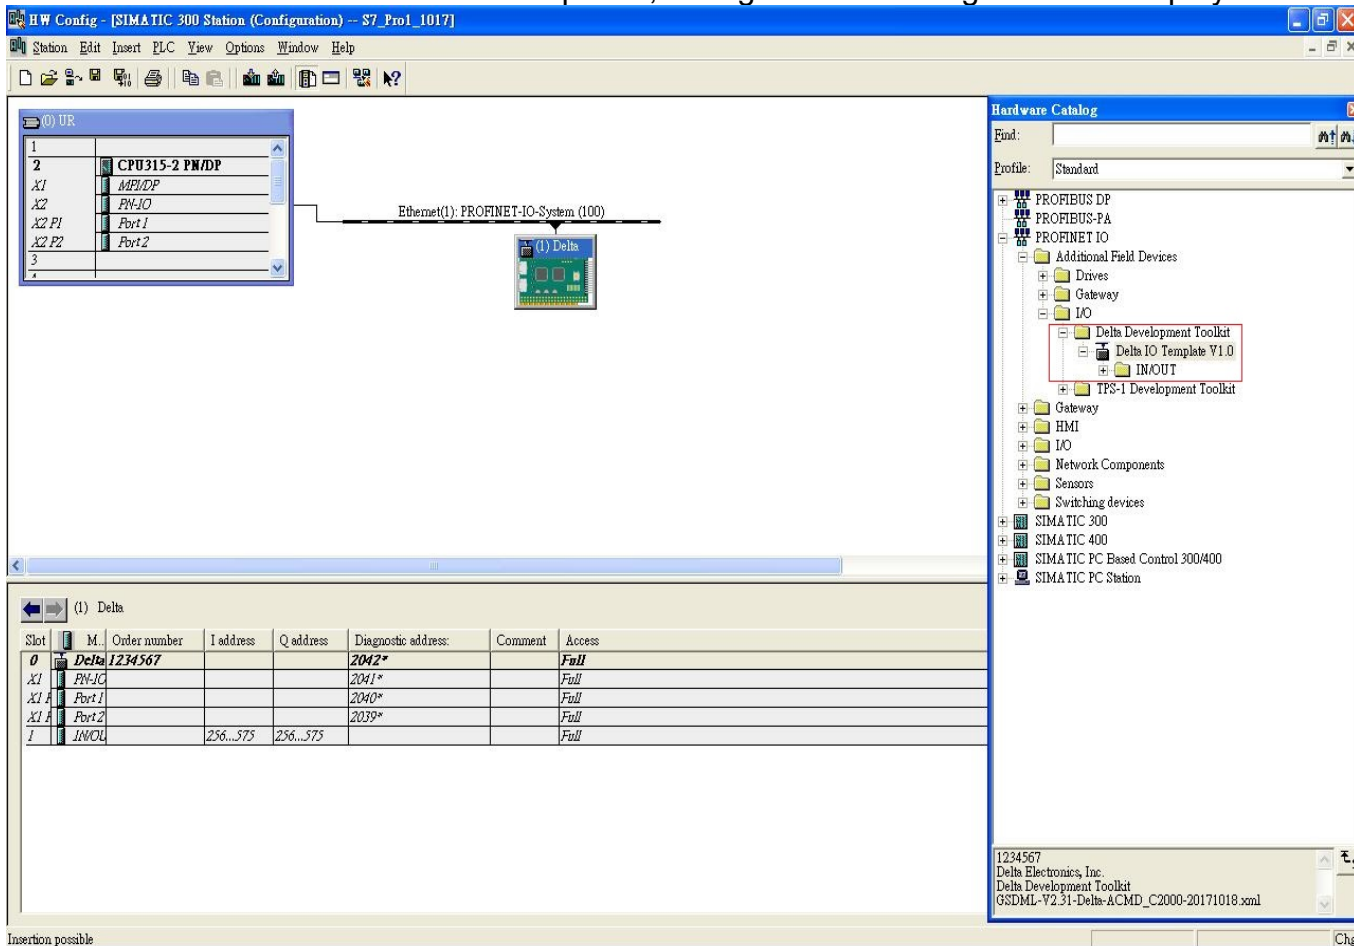 HW Config - [SIMATIC 300 Station (Configuration) -- S7_Pro1_1017]
Station Edit Insert PLC View Options Window Help
(0) UR
1
2 CPU315-2 PN/DP
X1 MPI/DP
X2 PN-IO
X2 P1 Port 1
X2 P2 Port 2
3
Ethernet(1): PROFINET-IO-System (100)
(1) Delta
Hardware Catalog
Find:
Profile: Standard
PROFIBUS DP
PROFIBUS-PA
PROFINET IO
Additional Field Devices
Drives
Gateway
I/O
Delta Development Toolkit
Delta IO Template V1.0
IN/OUT
TPS-1 Development Toolkit
Gateway
HMI
I/O
Network Components
Sensors
Switching devices
SIMATIC 300
SIMATIC 400
SIMATIC PC Based Control 300/400
SIMATIC PC Station
1234567
Delta Electronics, Inc.
Delta Development Toolkit
GSDML-V2.31-Delta-ACMD_C2000-20171018.xml
(1) Delta
Slot M.. Order number I address Q address Diagnostic address: Comment Access
0 Delta 1234567 2042* Full
X1 PN-IO 2041* Full
X1 Port 1 2040* Full
X1 Port 2 2039* Full
1 IN/OU 256...575 256...575 Full
Insertion possible